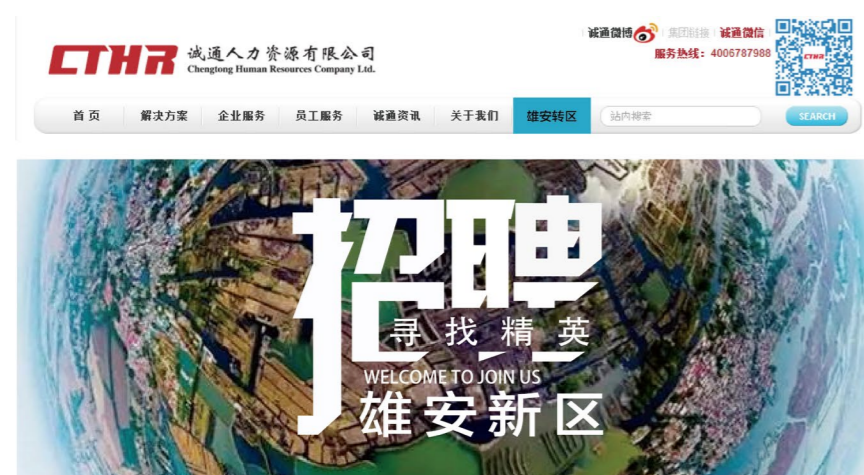 诚通微博 集团链接 诚通微信
CTHR 诚通人力资源有限公司
Chengtong Human Resources Company Ltd.
服务热线：4006787988
CTHR
首页 解决方案 企业服务 员工服务 诚通资讯 关于我们 雄安转区 站内搜索 SEARCH
招聘
寻找精英
WELCOME TO JOIN US
雄安新区